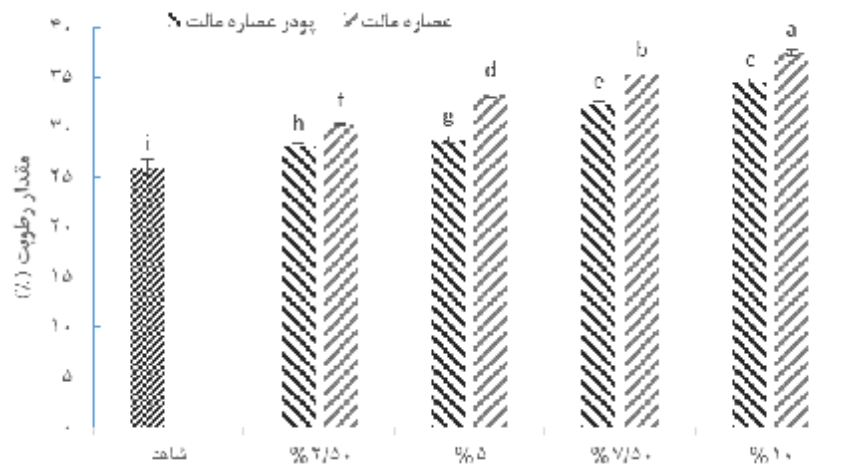 پودر عصاره مالت عصاره مالت
مقدار رطوبت (٪)
۴۰
۳۵
۳۰
۲۵
۲۰
۱۵
۱۰
۵
۰
i
h
f
g
d
e
b
c
a
شاهد
%۲/۵۰
%۵
%۷/۵۰
%۱۰